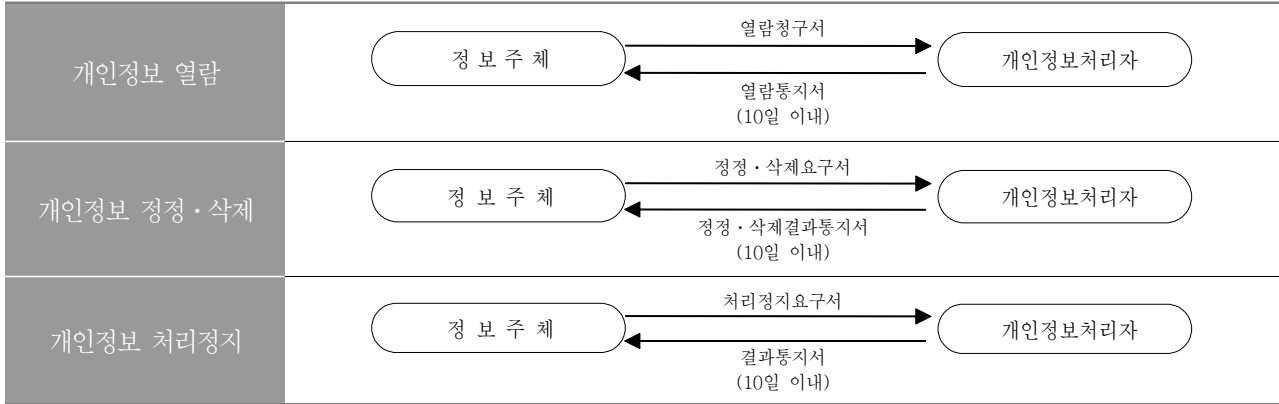 개인정보 열람
정 보 주 체
열람청구서
개인정보처리자
열람통지서
(10일 이내)
개인정보 정정·삭제
정 보 주 체
정정·삭제요구서
개인정보처리자
정정·삭제결과통지서
(10일 이내)
개인정보 처리정지
정 보 주 체
처리정지요구서
개인정보처리자
결과통지서
(10일 이내)